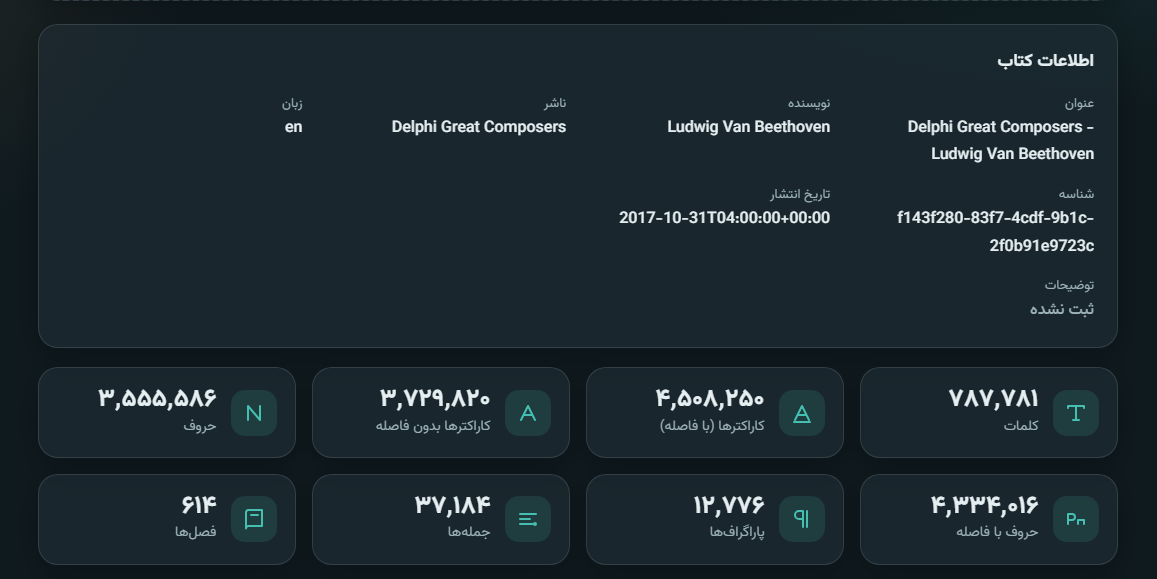 اطلاعات کتاب
عنوان
Delphi Great Composers -
Ludwig Van Beethoven
نویسنده
Ludwig Van Beethoven
ناشر
Delphi Great Composers
زبان
en
شناسه
f143f280-83f7-4cdf-9b1c-
2f0b91e9723c
تاریخ انتشار
2017-10-31T04:00:00+00:00
توضیحات
ثبت نشده
T
۷۸۷,۷۸۱
کلمات
A
۴,۵۰۸,۲۵۰
کاراکترها (با فاصله)
A
۳,۷۲۹,۸۲۰
کاراکترها بدون فاصله
N
۳,۵۵۵,۵۸۶
حروف
Pn
۴,۳۳۴,۰۱۶
حروف با فاصله
¶
۱۲,۷۷۶
پاراگراف‌ها
۳۷,۱۸۴
جمله‌ها
۶۱۴
فصل‌ها